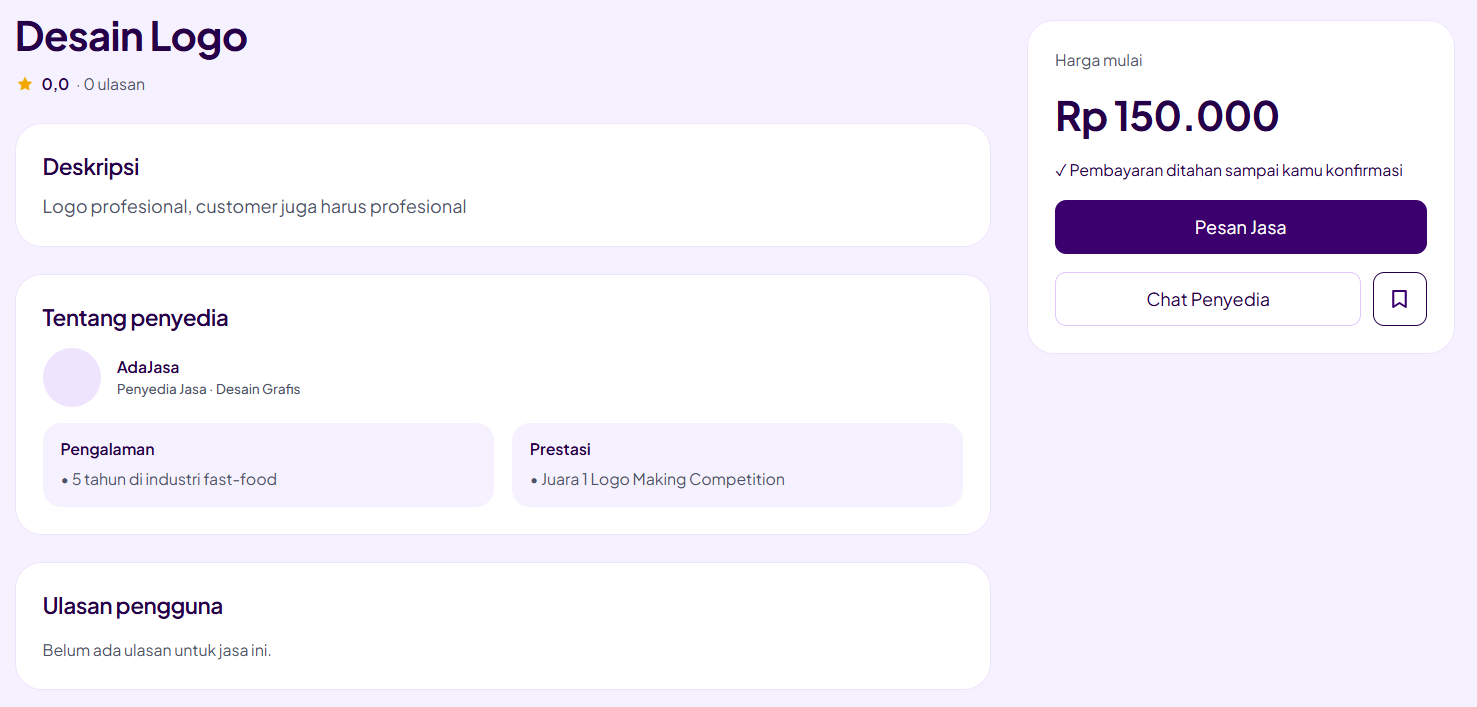 Desain Logo
0,0 · 0 ulasan
Deskripsi
Logo profesional, customer juga harus profesional
Tentang penyedia
AdaJasa
Penyedia Jasa · Desain Grafis
Pengalaman
• 5 tahun di industri fast-food
Prestasi
• Juara 1 Logo Making Competition
Ulasan pengguna
Belum ada ulasan untuk jasa ini.
Harga mulai
Rp 150.000
✓ Pembayaran ditahan sampai kamu konfirmasi
Pesan Jasa
Chat Penyedia